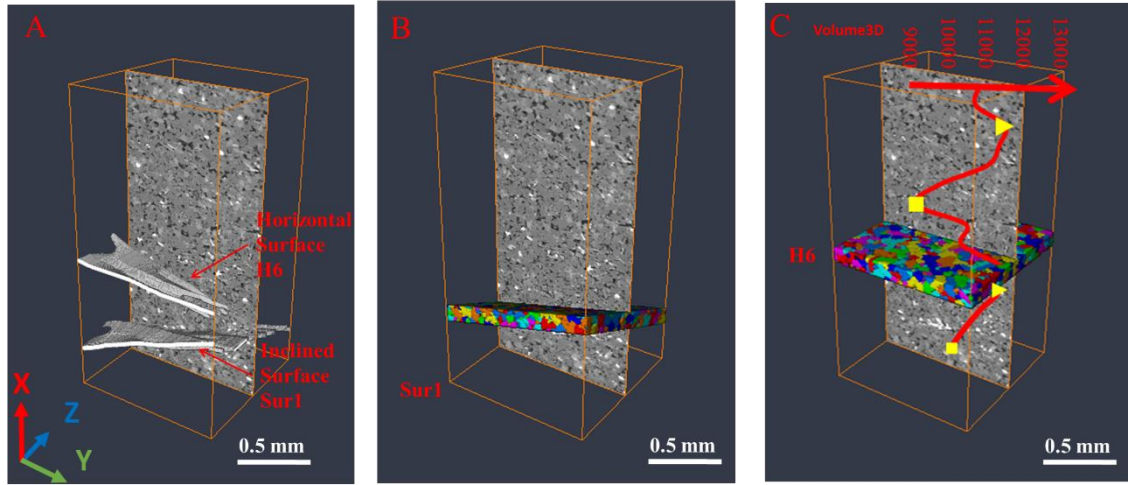 A
Horizontal
Surface
H6
Inclined
Surface
Sur1
X
Z
Y
0.5 mm
B
Sur1
0.5 mm
C
Volume3D
9000
10000
11000
12000
13000
H6
0.5 mm